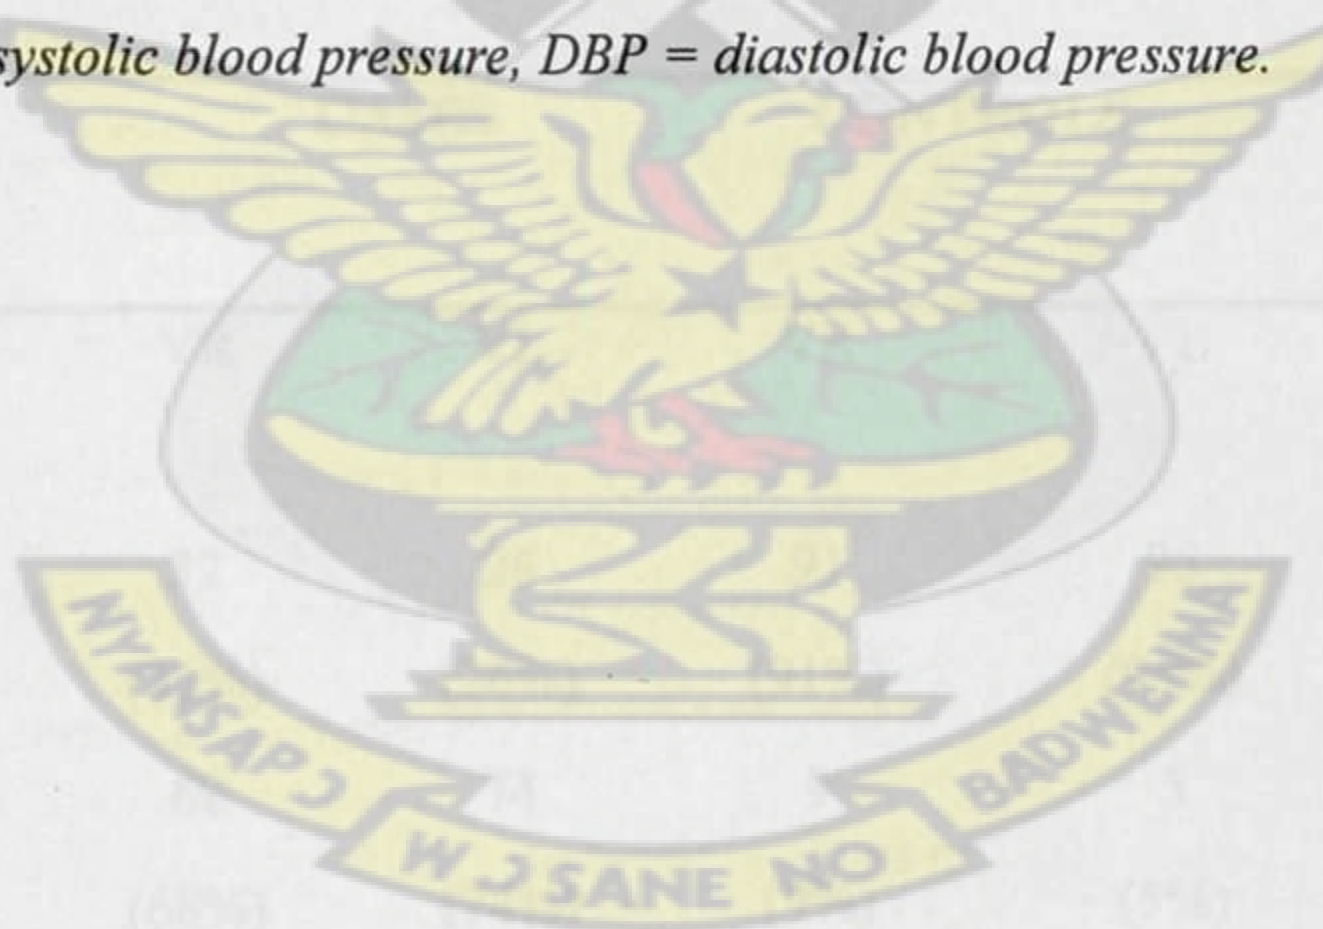 systolic blood pressure, DBP = diastolic blood pressure.
NYANSAPƆ
WƆSANE NO
BADWENMA